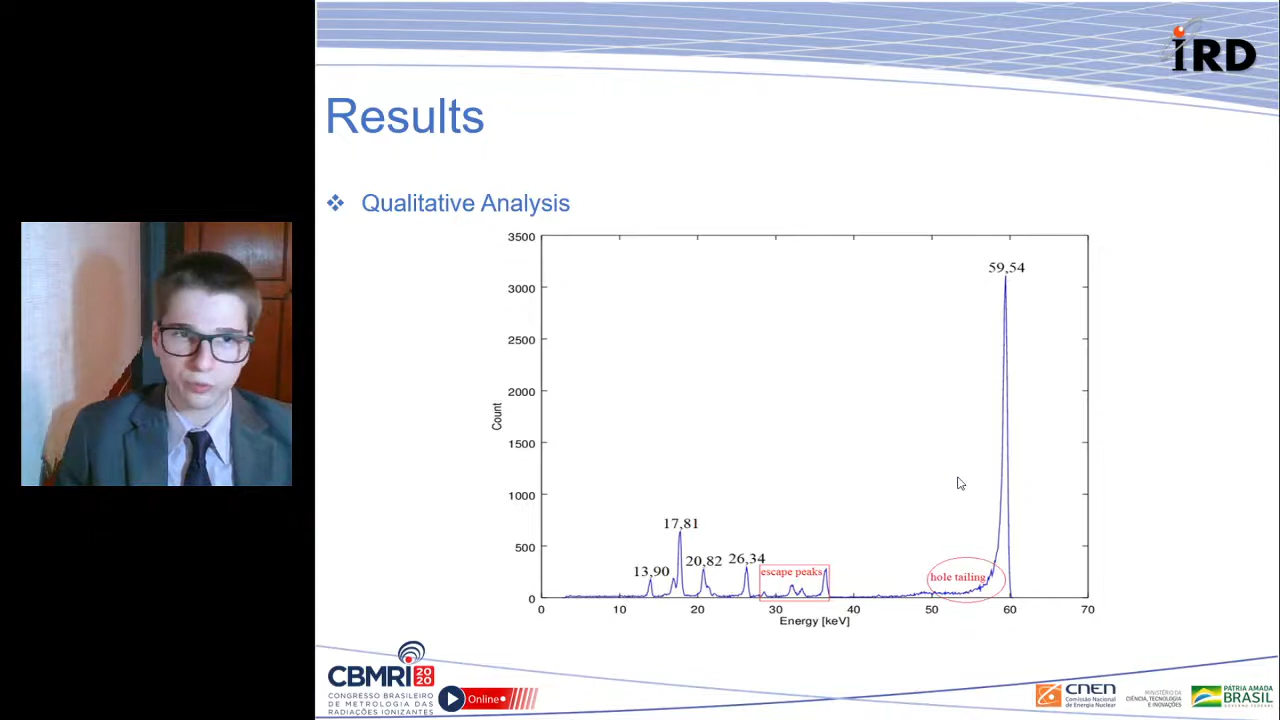 IRD
Results
❖ Qualitative Analysis
3500
3000
2500
2000
1500
1000
500
0
Count
59,54
17,81
13,90
20,82
26,34
escape peaks
hole tailing
0 10 20 30 40 50 60 70
Energy [keV]
CBMRI 2020
CONGRESSO BRASILEIRO
DE METROLOGIA DAS
RADIAÇÕES IONIZANTES
Online
CNEN
Comissão Nacional
de Energia Nuclear
MINISTÉRIO DA
CIÊNCIA, TECNOLOGIA
E INOVAÇÕES
PÁTRIA AMADA
BRASIL
GOVERNO FEDERAL